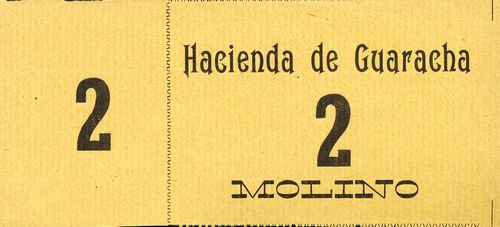 2
Hacienda de Guaracha
2
MOLINO